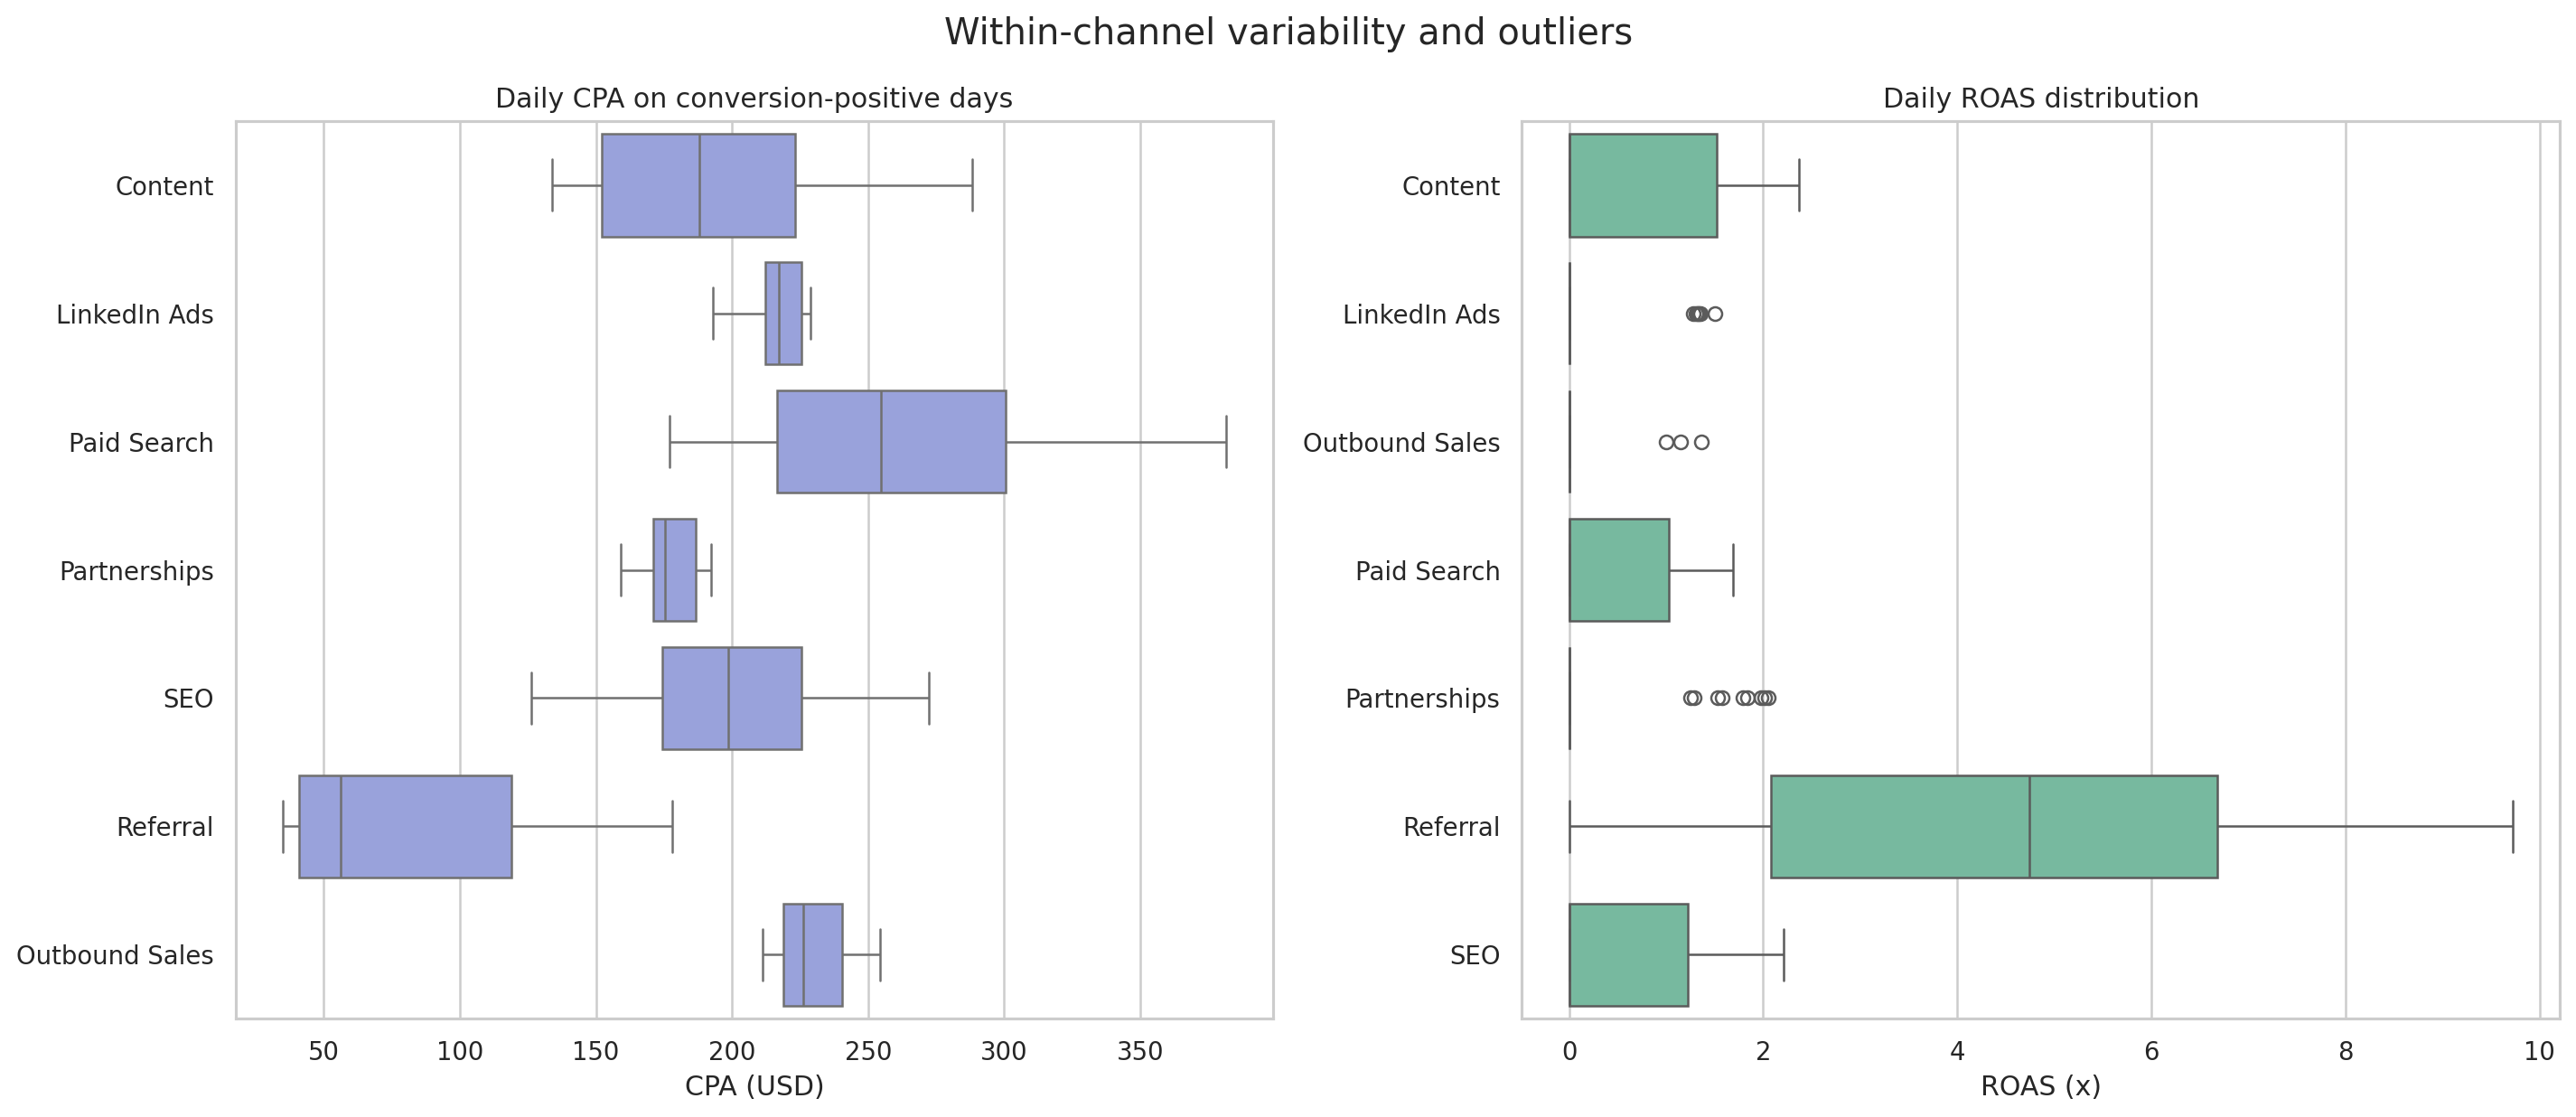 Within-channel variability and outliers
Daily CPA on conversion-positive days
Content
LinkedIn Ads
Paid Search
Partnerships
SEO
Referral
Outbound Sales
50 100 150 200 250 300 350
CPA (USD)
Daily ROAS distribution
Content
LinkedIn Ads
Outbound Sales
Paid Search
Partnerships
Referral
SEO
0 2 4 6 8 10
ROAS (x)